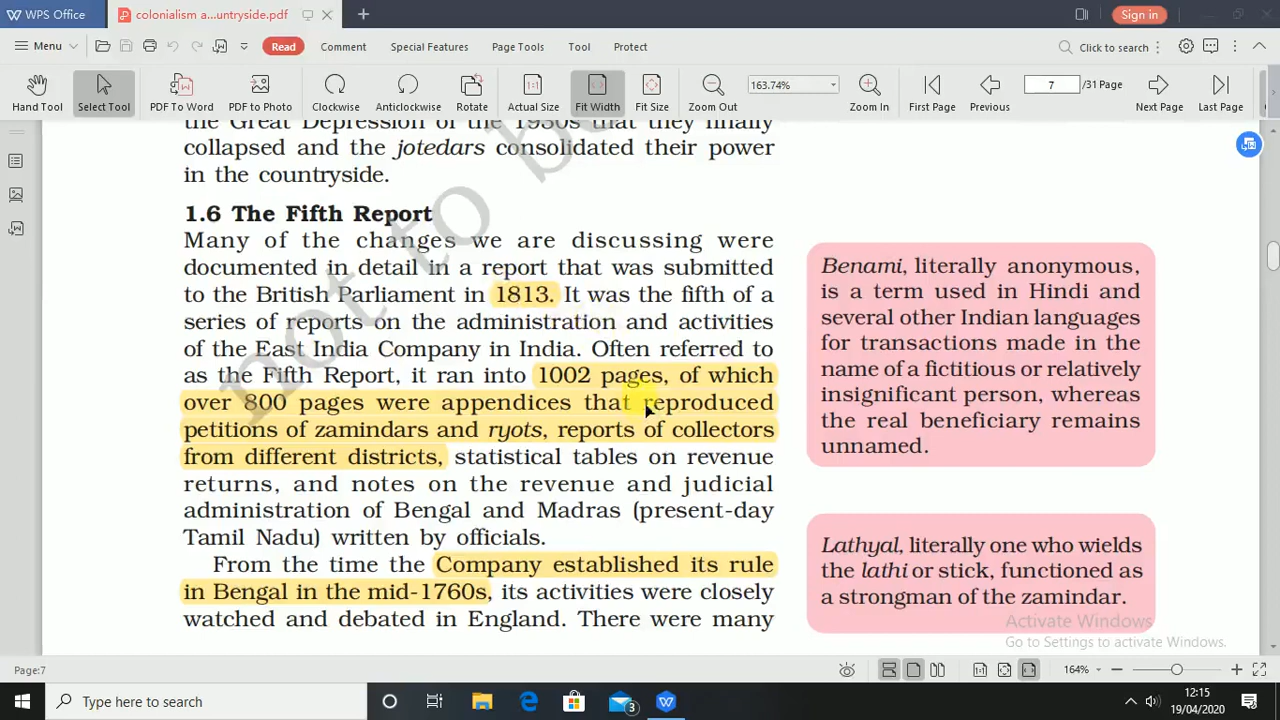 WPS Office
colonialism a...untryside.pdf
Sign in
Menu
Read
Comment
Special Features
Page Tools
Tool
Protect
Click to search
Hand Tool
Select Tool
PDF To Word
PDF to Photo
Clockwise
Anticlockwise
Rotate
Actual Size
Fit Width
Fit Size
Zoom Out
163.74%
Zoom In
First Page
Previous
7
/31 Page
Next Page
Last Page
the Great Depression of the 1930s that they finally
collapsed and the jotedars consolidated their power
in the countryside.
1.6 The Fifth Report
Many of the changes we are discussing were
documented in detail in a report that was submitted
to the British Parliament in 1813. It was the fifth of a
series of reports on the administration and activities
of the East India Company in India. Often referred to
as the Fifth Report, it ran into 1002 pages, of which
over 800 pages were appendices that reproduced
petitions of zamindars and ryots, reports of collectors
from different districts, statistical tables on revenue
returns, and notes on the revenue and judicial
administration of Bengal and Madras (present-day
Tamil Nadu) written by officials.
From the time the Company established its rule
in Bengal in the mid-1760s, its activities were closely
watched and debated in England. There were many
not to be
Benami, literally anonymous,
is a term used in Hindi and
several other Indian languages
for transactions made in the
name of a fictitious or relatively
insignificant person, whereas
the real beneficiary remains
unnamed.
Lathyal, literally one who wields
the lathi or stick, functioned as
a strongman of the zamindar.
Activate Windows
Go to Settings to activate Windows.
Page:7
164%
Type here to search
3
12:15
19/04/2020